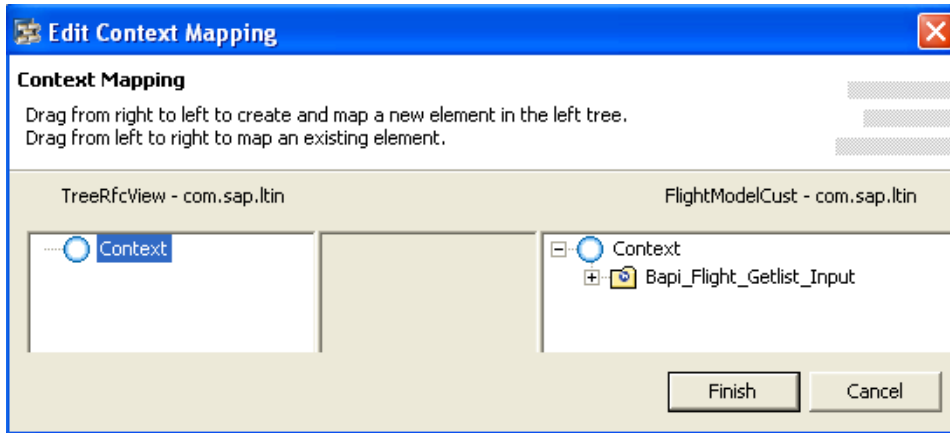 Edit Context Mapping
Context Mapping
Drag from right to left to create and map a new element in the left tree.
Drag from left to right to map an existing element.
TreeRfcView - com.sap.ltin
FlightModelCust - com.sap.ltin
Context
Context
Bapi_Flight_Getlist_Input
Finish
Cancel